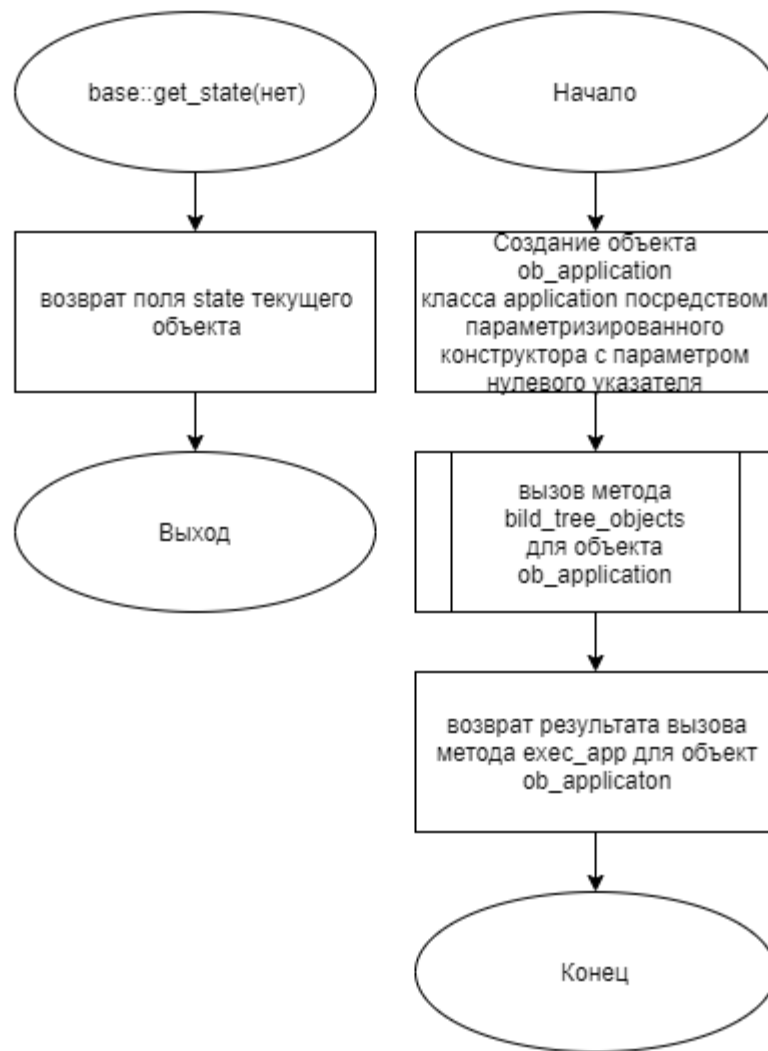 base::get_state(нет)
возврат поля state текущего
объекта
Выход
Начало
Создание объекта
ob_application
класса application посредством
параметризированного
конструктора с параметром
нулевого указателя
вызов метода
bild_tree_objects
для объекта
ob_application
возврат результата вызова
метода exec_app для объект
ob_applicaton
Конец